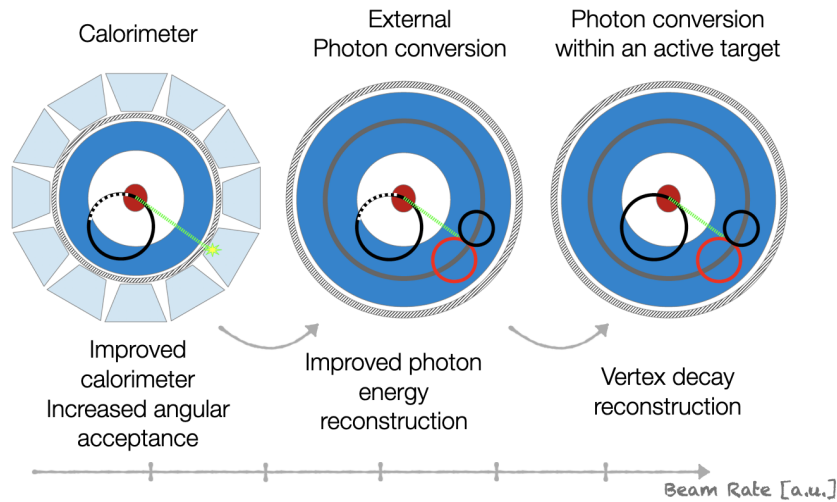 Calorimeter
External
Photon conversion
Photon conversion
within an active target
Improved
calorimeter
Increased angular
acceptance
Improved photon
energy
reconstruction
Vertex decay
reconstruction
Beam Rate [a.u.]